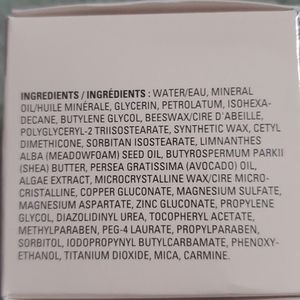 INGREDIENTS / INGRÉDIENTS : WATER/EAU, MINERAL
OIL/HUILE MINÉRALE, GLYCERIN, PETROLATUM, ISOHEXA-
DECANE, BUTYLENE GLYCOL, BEESWAX/CIRE D'ABEILLE,
POLYGLYCERYL-2 TRIISOSTEARATE, SYNTHETIC WAX, CETYL
DIMETHICONE, SORBITAN ISOSTEARATE, LIMNANTHES
ALBA (MEADOWFOAM) SEED OIL, BUTYROSPERMUM PARKII
(SHEA) BUTTER, PERSEA GRATISSIMA (AVOCADO) OIL,
ALGAE EXTRACT, MICROCRYSTALLINE WAX/CIRE MICRO-
CRISTALLINE, COPPER GLUCONATE, MAGNESIUM SULFATE,
MAGNESIUM ASPARTATE, ZINC GLUCONATE, PROPYLENE
GLYCOL, DIAZOLIDINYL UREA, TOCOPHERYL ACETATE,
METHYLPARABEN, PEG-4 LAURATE, PROPYLPARABEN,
SORBITOL, IODOPROPYNYL BUTYLCARBAMATE, PHENOXY-
ETHANOL, TITANIUM DIOXIDE, MICA, CARMINE.